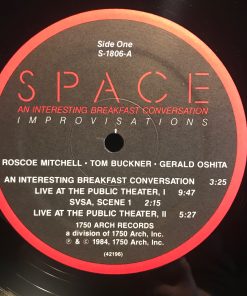 Side One
S-1806-A
SPACE
AN INTERESTING BREAKFAST CONVERSATION
IMPROVISATIONS
ROSCOE MITCHELL · TOM BUCKNER · GERALD OSHITA
AN INTERESTING BREAKFAST CONVERSATION 3:25
LIVE AT THE PUBLIC THEATER, I 9:47
SVSA, SCENE 1 2:15
LIVE AT THE PUBLIC THEATER, II 5:27
1750 ARCH RECORDS
a division of 1750 Arch, Inc.
℗ & © 1984, 1750 Arch, Inc.
(42196)